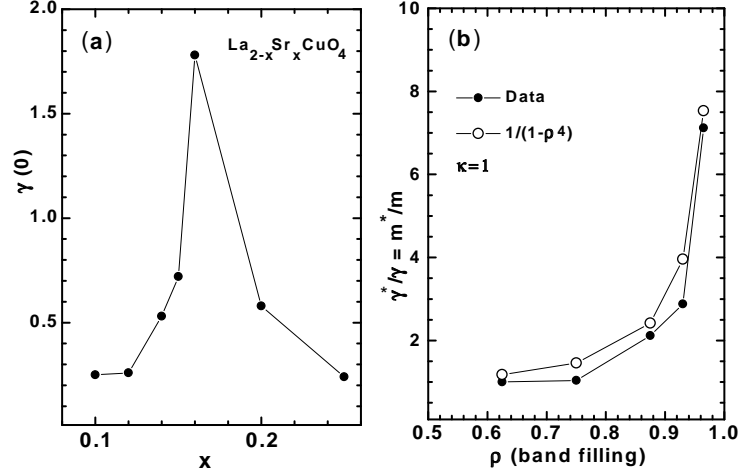 (a)
La2-xSrxCuO4
2.0
1.5
1.0
0.5
γ (0)
0.1
0.2
x
(b)
Data
1/(1-ρ4)
κ=1
10
8
6
4
2
γ*/γ = m*/m
0.5
0.6
0.7
0.8
0.9
1.0
ρ (band filling)